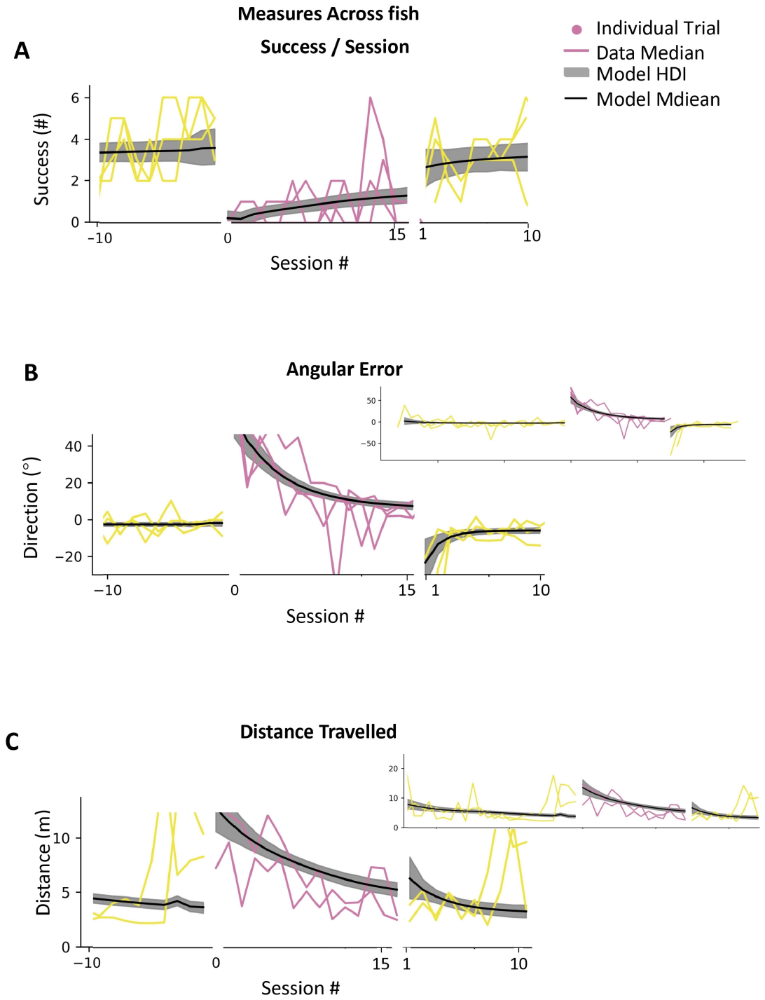 Measures Across fish
Success / Session
Individual Trial
Data Median
Model HDI
Model Mdiean
A
Success (#)
6
4
2
0
−10
0
15
1
10
Session #
B
Angular Error
50
0
−50
Direction (°)
40
20
0
−20
−10
0
15
1
10
Session #
C
Distance Travelled
20
10
0
Distance (m)
10
5
0
−10
0
15
1
10
Session #